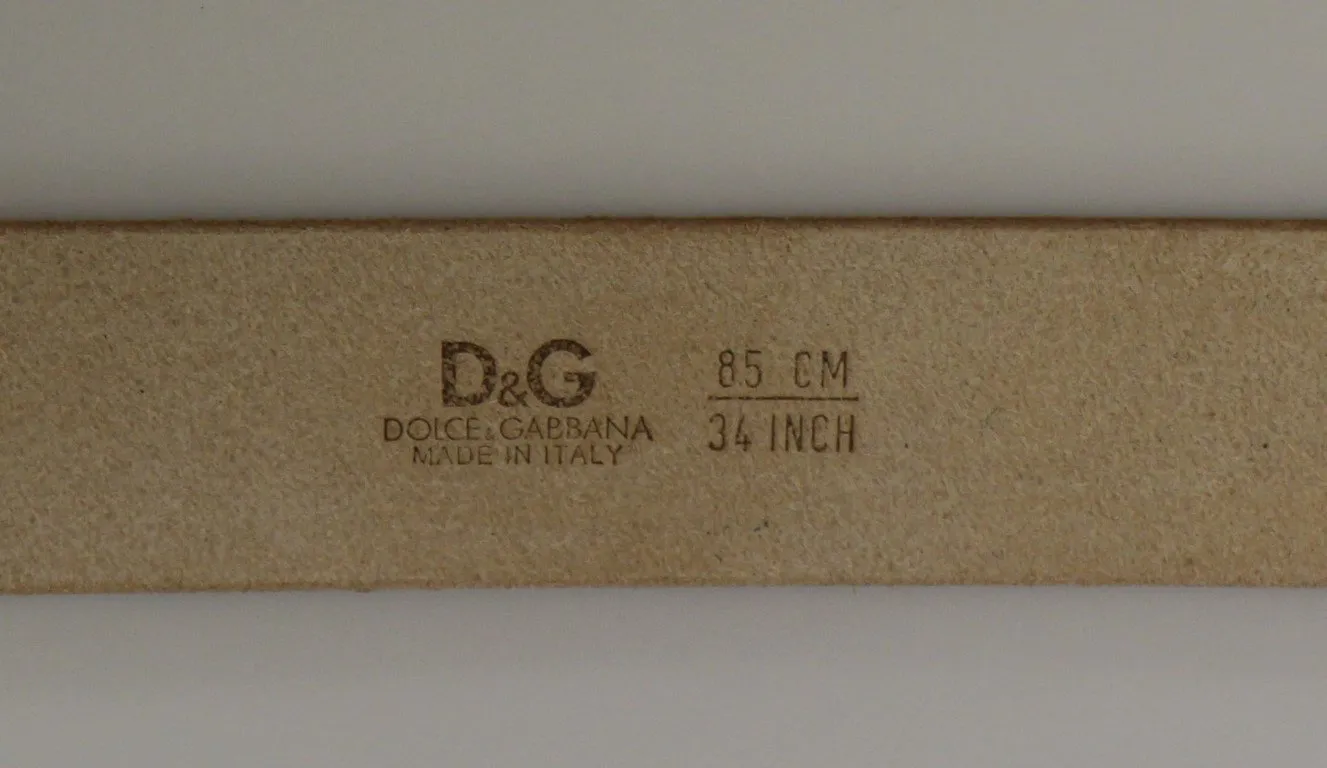 D&G
DOLCE & GABBANA
MADE IN ITALY
85 CM
34 INCH